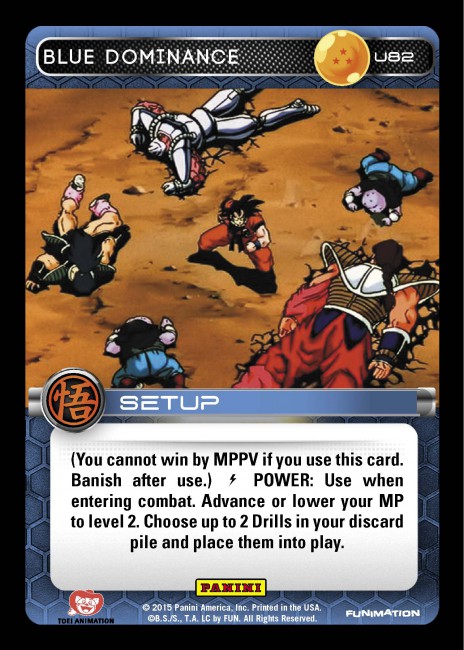 BLUE DOMINANCE U82
悟 SETUP
(You cannot win by MPPV if you use this card.
Banish after use.) ⚡ POWER: Use when
entering combat. Advance or lower your MP
to level 2. Choose up to 2 Drills in your discard
pile and place them into play.
PANINI
TOEI ANIMATION
© 2015 Panini America, Inc. Printed in the USA.
©B.S./S., T.A. LC by FUN. All Rights Reserved.
FUNIMATION